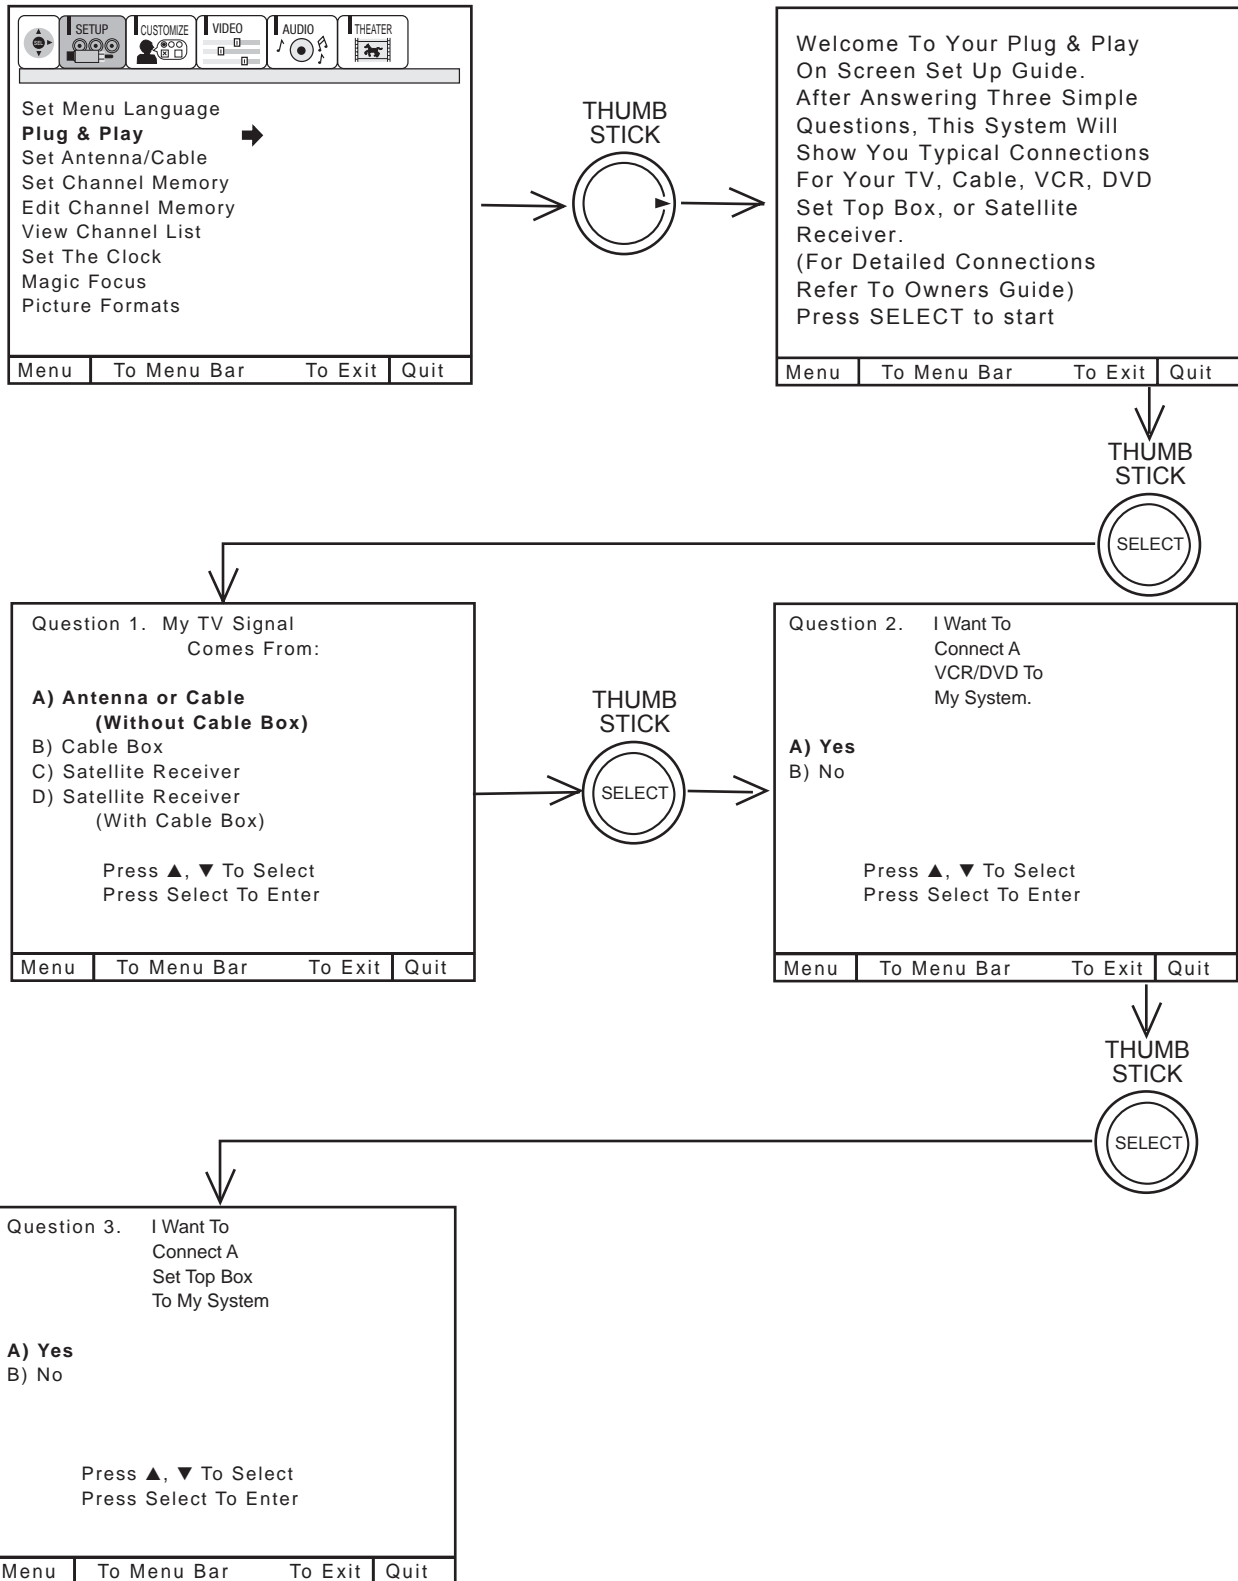 SETUP
CUSTOMIZE
VIDEO
AUDIO
THEATER
SEL
Set Menu Language
Plug & Play
Set Antenna/Cable
Set Channel Memory
Edit Channel Memory
View Channel List
Set The Clock
Magic Focus
Picture Formats
Menu To Menu Bar To Exit Quit
THUMB
STICK
Welcome To Your Plug & Play
On Screen Set Up Guide.
After Answering Three Simple
Questions, This System Will
Show You Typical Connections
For Your TV, Cable, VCR, DVD
Set Top Box, or Satellite
Receiver.
(For Detailed Connections
Refer To Owners Guide)
Press SELECT to start
Menu To Menu Bar To Exit Quit
THUMB
STICK
SELECT
Question 1. My TV Signal
Comes From:
A) Antenna or Cable
(Without Cable Box)
B) Cable Box
C) Satellite Receiver
D) Satellite Receiver
(With Cable Box)
Press ▲, ▼ To Select
Press Select To Enter
Menu To Menu Bar To Exit Quit
THUMB
STICK
SELECT
Question 2. I Want To
Connect A
VCR/DVD To
My System.
A) Yes
B) No
Press ▲, ▼ To Select
Press Select To Enter
Menu To Menu Bar To Exit Quit
THUMB
STICK
SELECT
Question 3. I Want To
Connect A
Set Top Box
To My System
A) Yes
B) No
Press ▲, ▼ To Select
Press Select To Enter
Menu To Menu Bar To Exit Quit